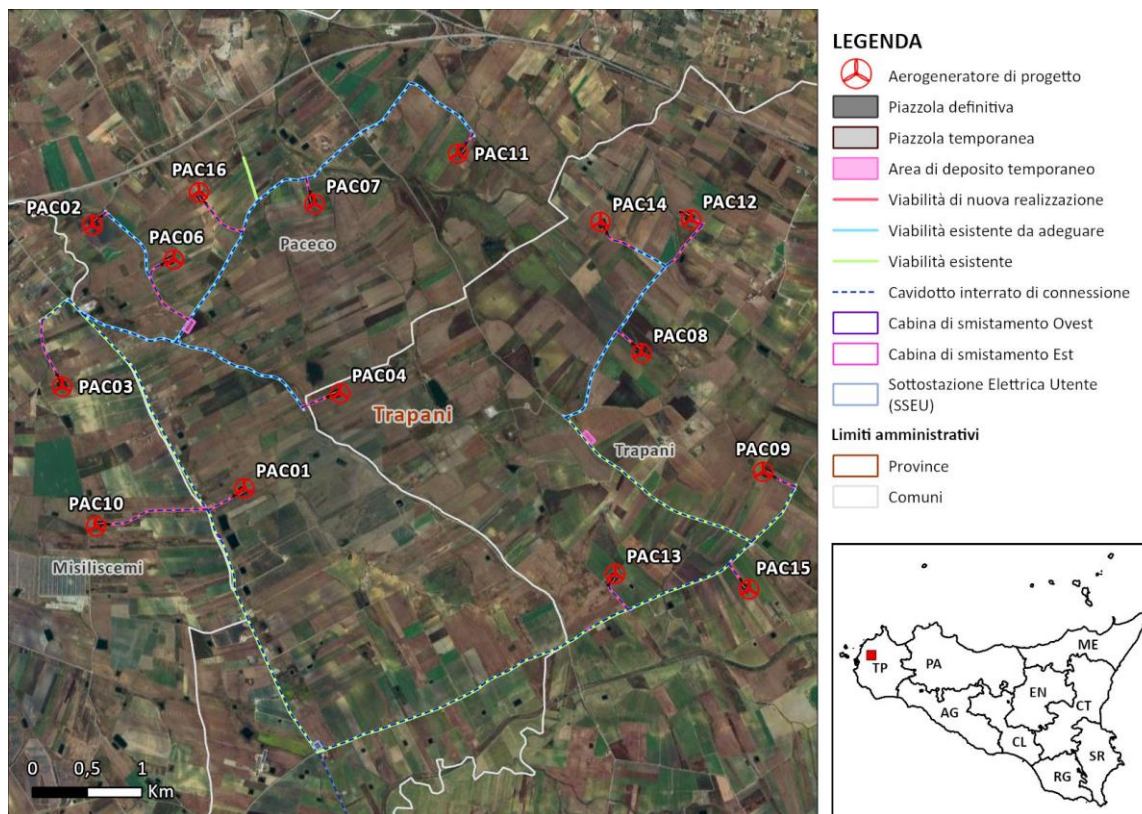 PAC16
PAC11
PAC07
PAC02
PAC14
PAC12
PAC06
Paceco
PAC08
PAC03
PAC04
Trapani
Trapani
PAC09
PAC01
PAC10
PAC13
PAC15
Misiliscemi
0 0,5 1
Km
LEGENDA
Aerogeneratore di progetto
Piazzola definitiva
Piazzola temporanea
Area di deposito temporaneo
Viabilità di nuova realizzazione
Viabilità esistente da adeguare
Viabilità esistente
Cavidotto interrato di connessione
Cabina di smistamento Ovest
Cabina di smistamento Est
Sottostazione Elettrica Utente
(SSEU)
Limiti amministrativi
Province
Comuni
ME
TP
PA
EN
CT
AG
CL
SR
RG